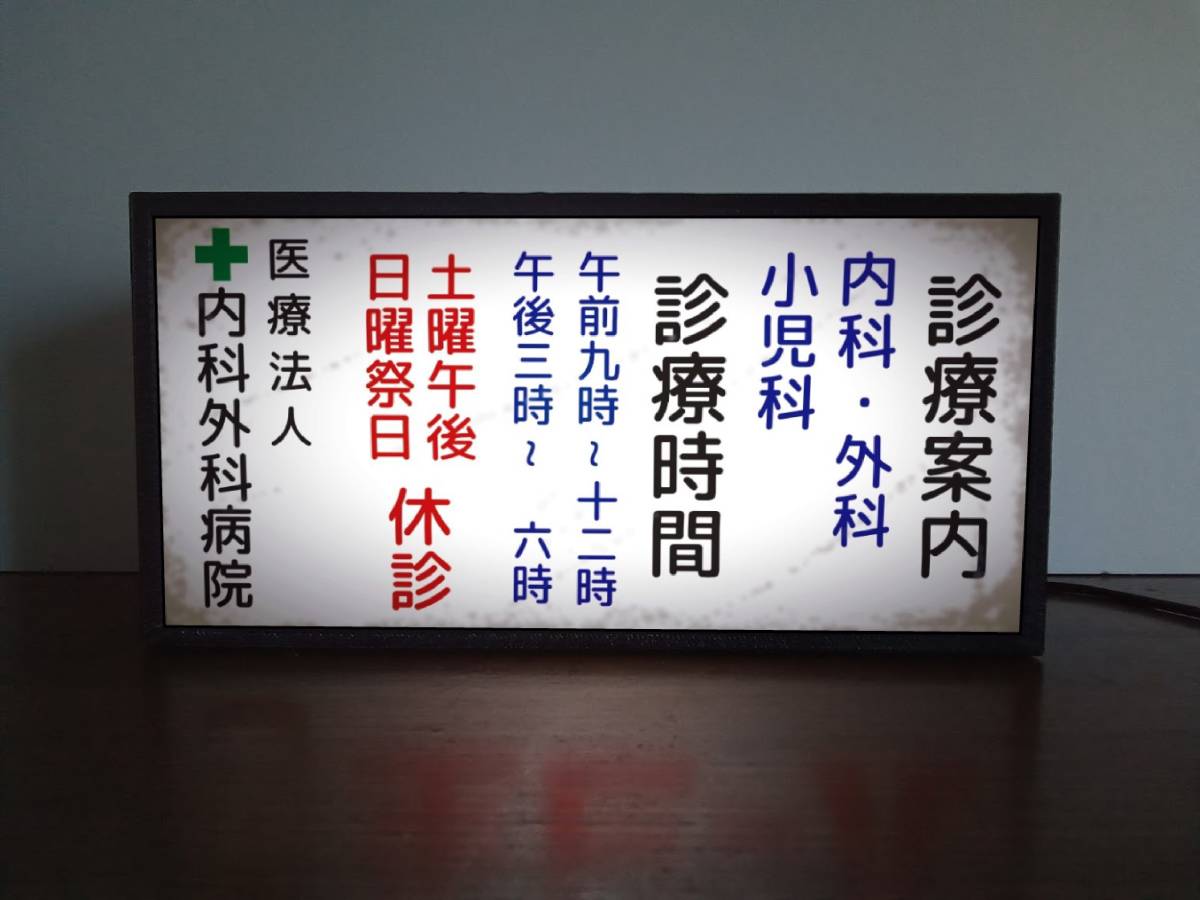 診療案内
内科・外科
小児科
診療時間
午前九時~十二時
午後三時~ 六時
土曜午後
日曜祭日
休診
医療法人
内科外科病院